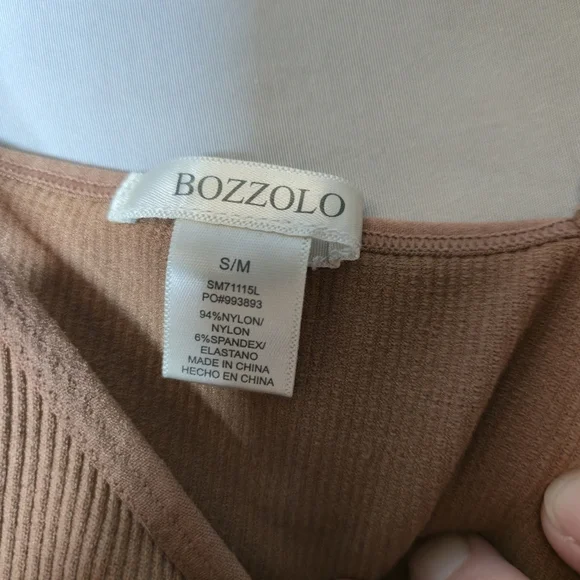 BOZZOLO
S/M
SM71115L
PO#993893
94%NYLON/
NYLON
6%SPANDEX/
ELASTANO
MADE IN CHINA
HECHO EN CHINA